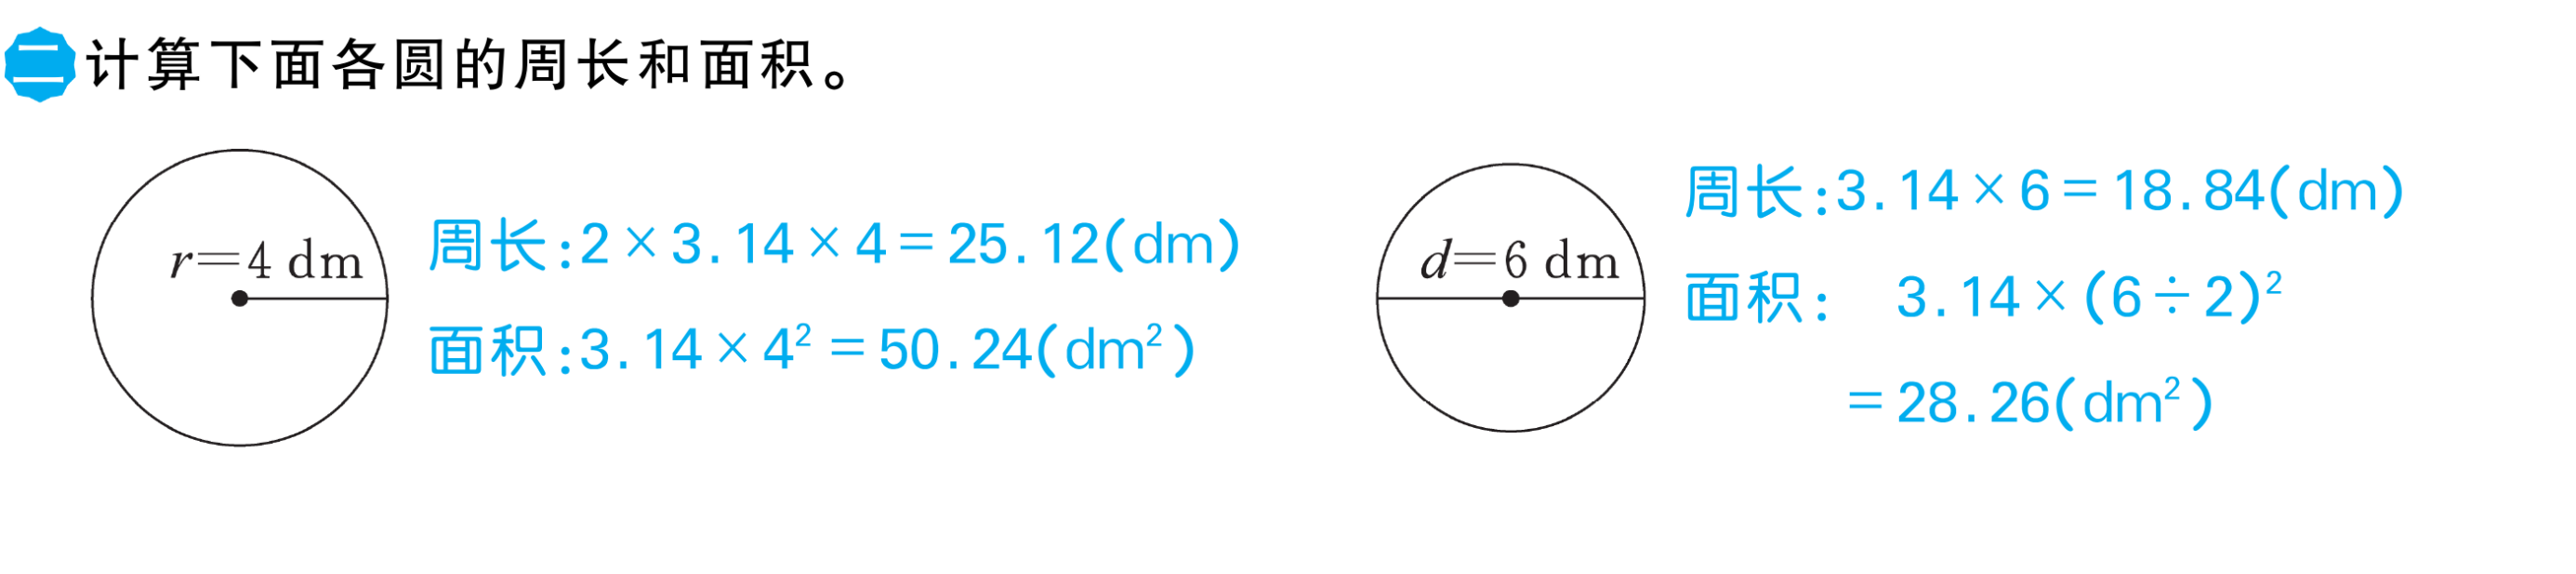 二 计算下面各圆的周长和面积。
r=4 dm
周长:2×3.14×4=25.12(dm)
面积:3.14×4²=50.24(dm²)
d=6 dm
周长:3.14×6=18.84(dm)
面积: 3.14×(6÷2)²
=28.26(dm²)